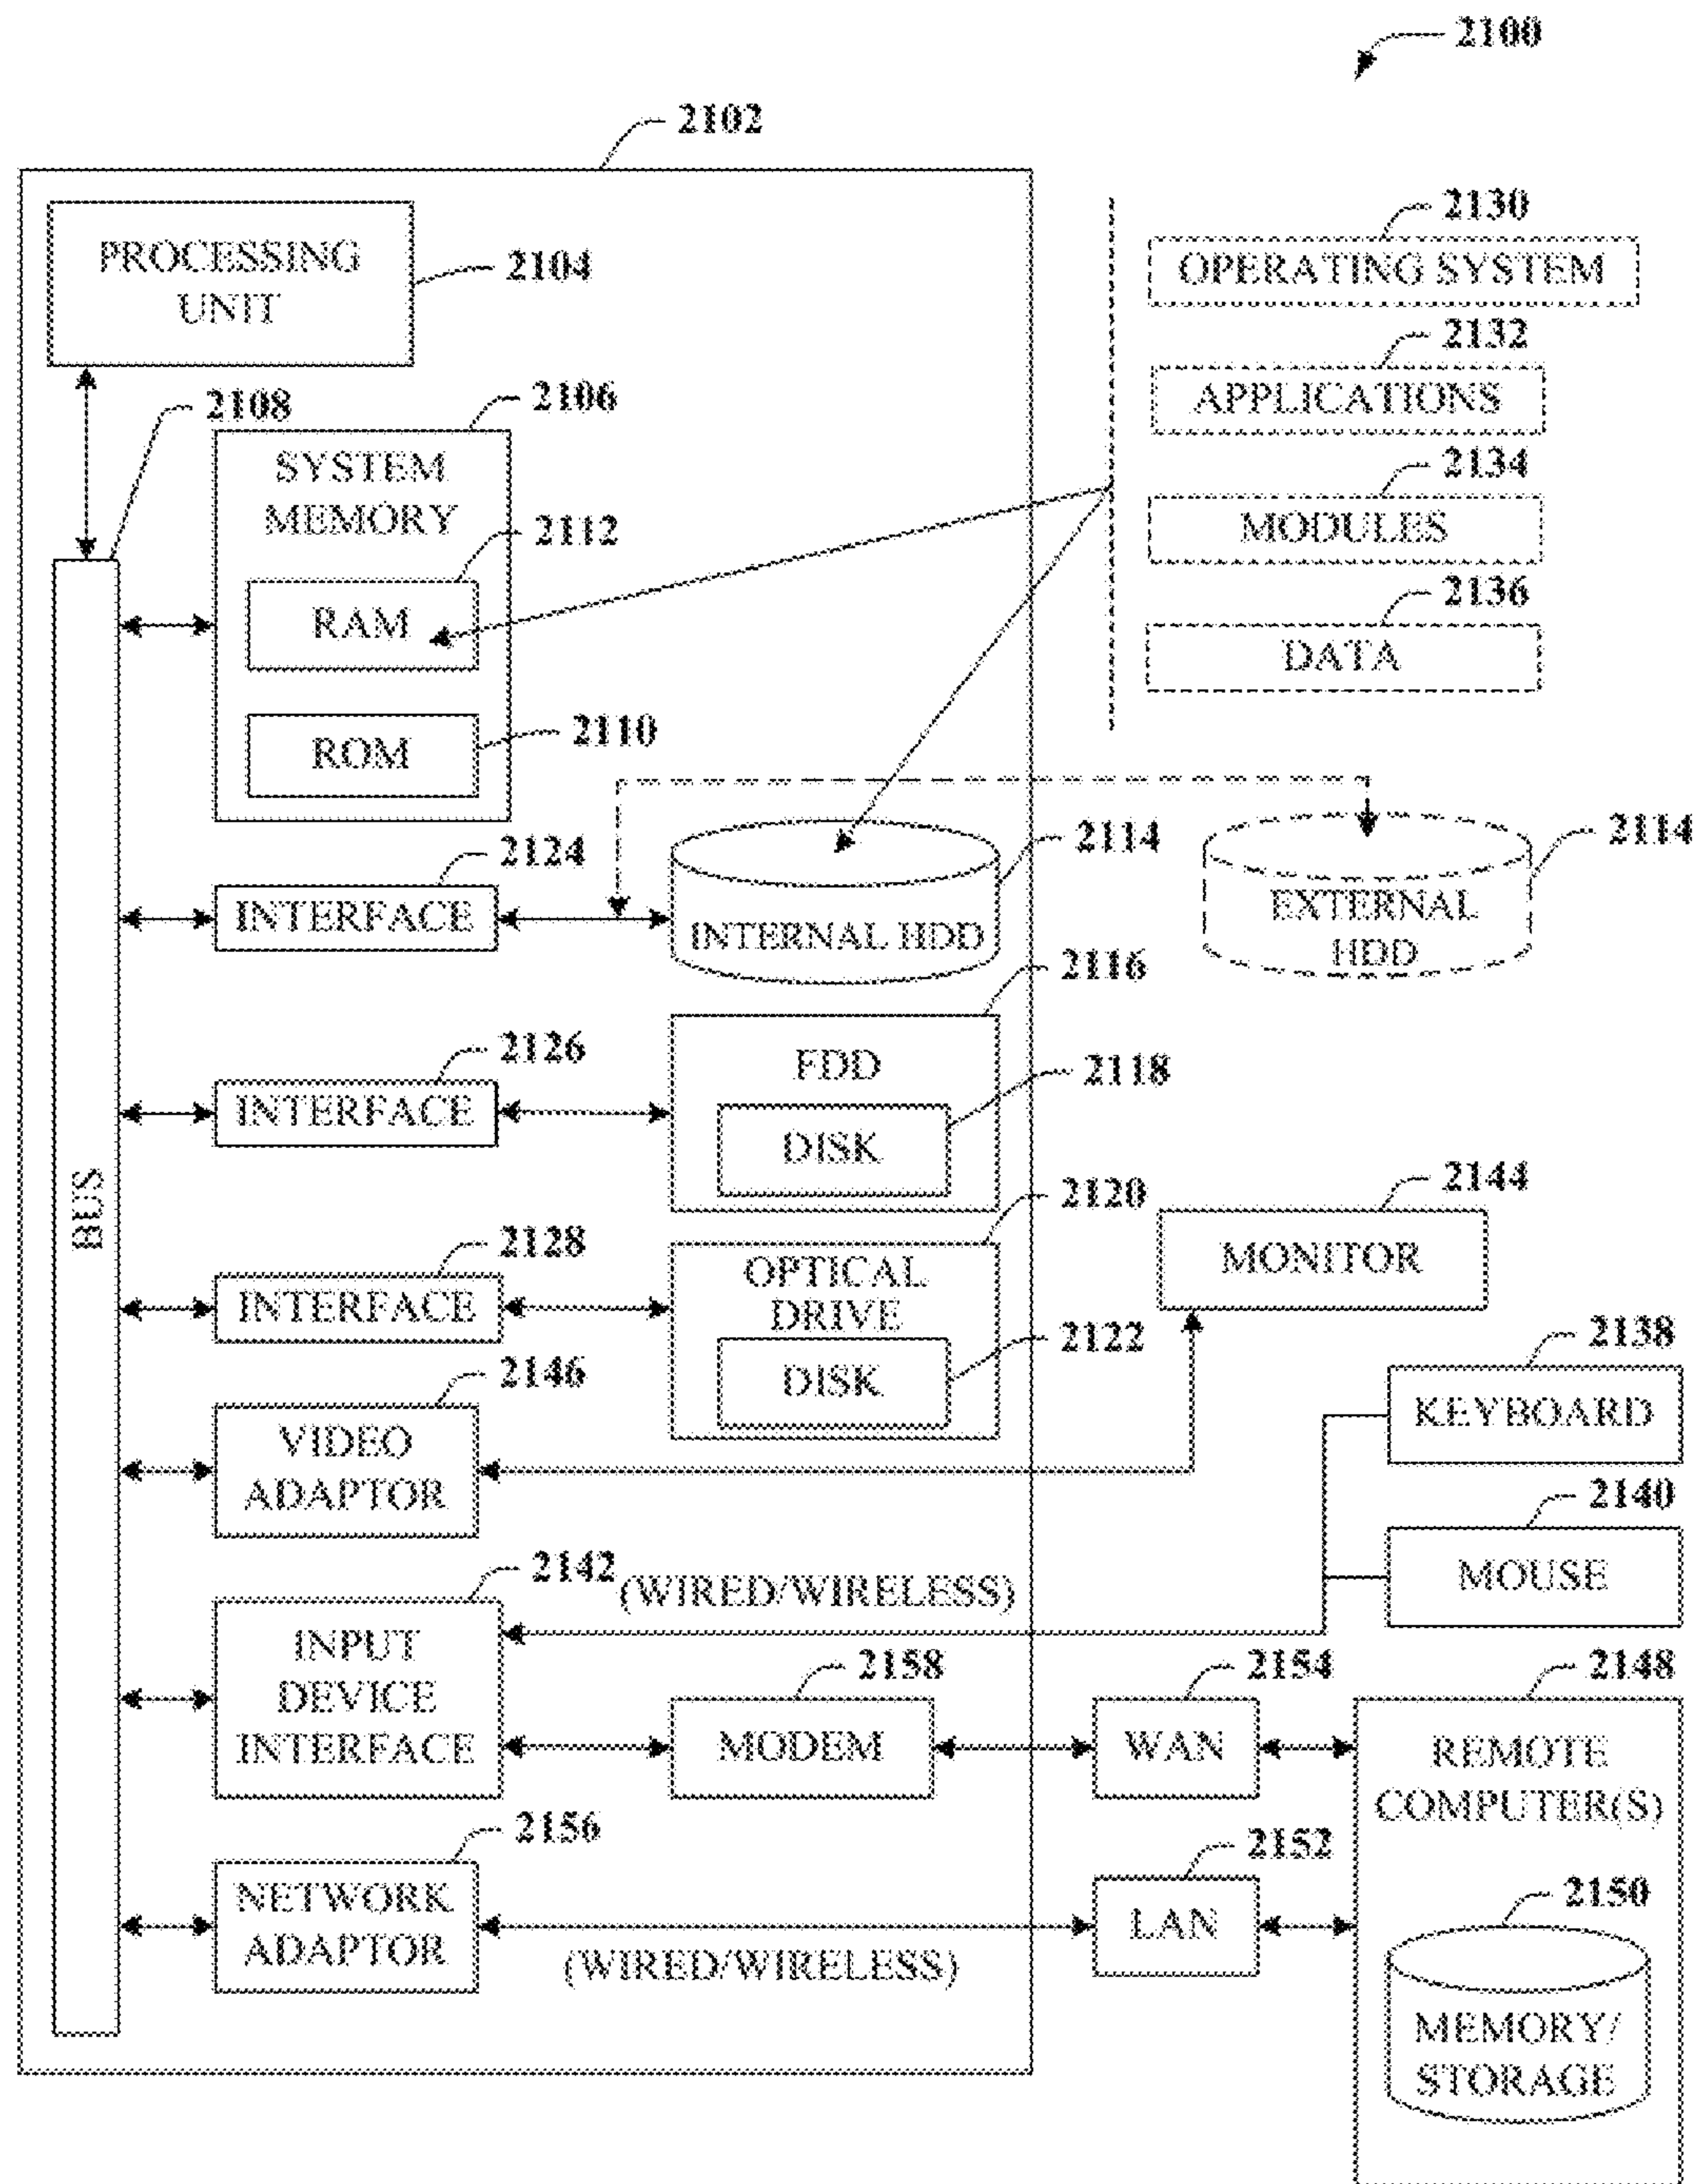 2100
2102
PROCESSING
UNIT
2104
2130
OPERATING SYSTEM
2132
APPLICATIONS
2134
MODULES
2136
DATA
2108
2106
SYSTEM
MEMORY
2112
RAM
2110
ROM
2124
INTERFACE
2114
INTERNAL HDD
2114
EXTERNAL
HDD
2126
INTERFACE
2116
FDD
2118
DISK
BUS
2128
INTERFACE
2120
OPTICAL
DRIVE
2122
DISK
2144
MONITOR
2146
VIDEO
ADAPTOR
2138
KEYBOARD
2140
MOUSE
2142
(WIRED/WIRELESS)
INPUT
DEVICE
INTERFACE
2158
MODEM
2154
WAN
2148
REMOTE
COMPUTER(S)
2156
NETWORK
ADAPTOR
(WIRED/WIRELESS)
2152
LAN
2150
MEMORY/
STORAGE